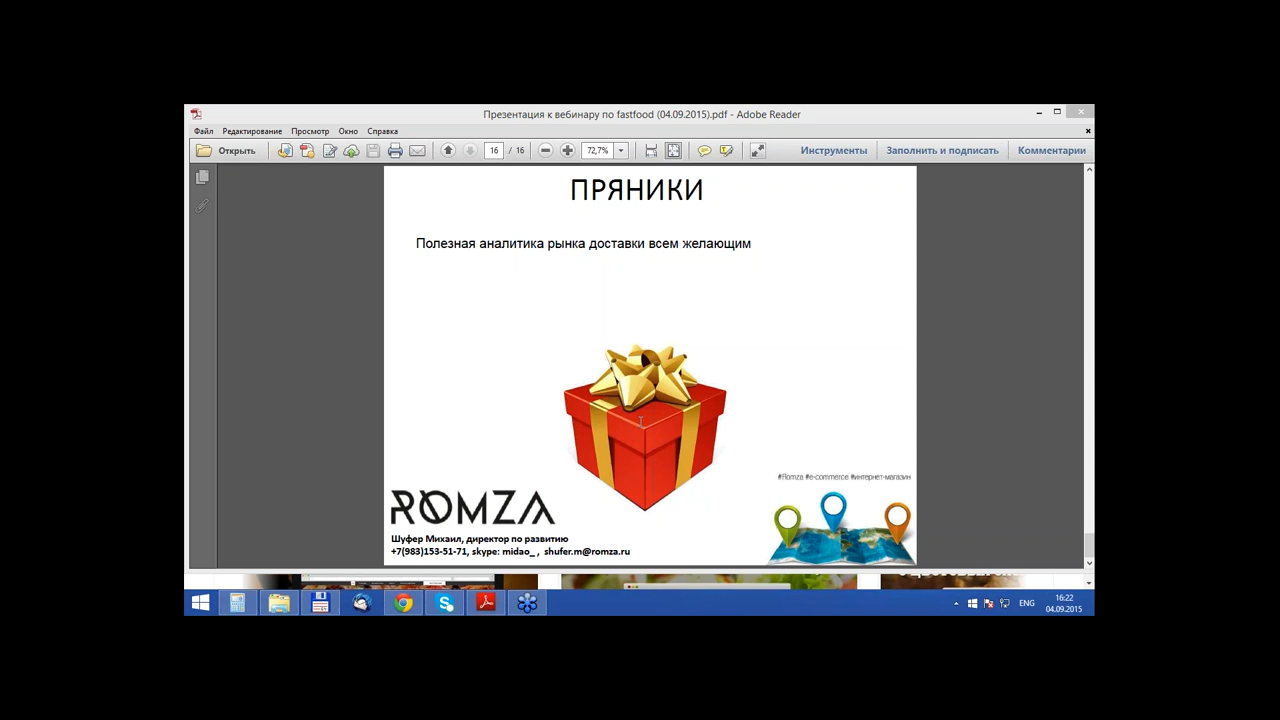 Презентация к вебинару по fastfood (04.09.2015).pdf - Adobe Reader
Файл Редактирование Просмотр Окно Справка
Открыть 16 / 16 72,7% Инструменты Заполнить и подписать Комментарии
ПРЯНИКИ
Полезная аналитика рынка доставки всем желающим
#Romza #e-commerce #интернет-магазин
ROMZA
Шуфер Михаил, директор по развитию
+7(983)153-51-71, skype: midao_ , shufer.m@romza.ru
ENG
16:22
04.09.2015